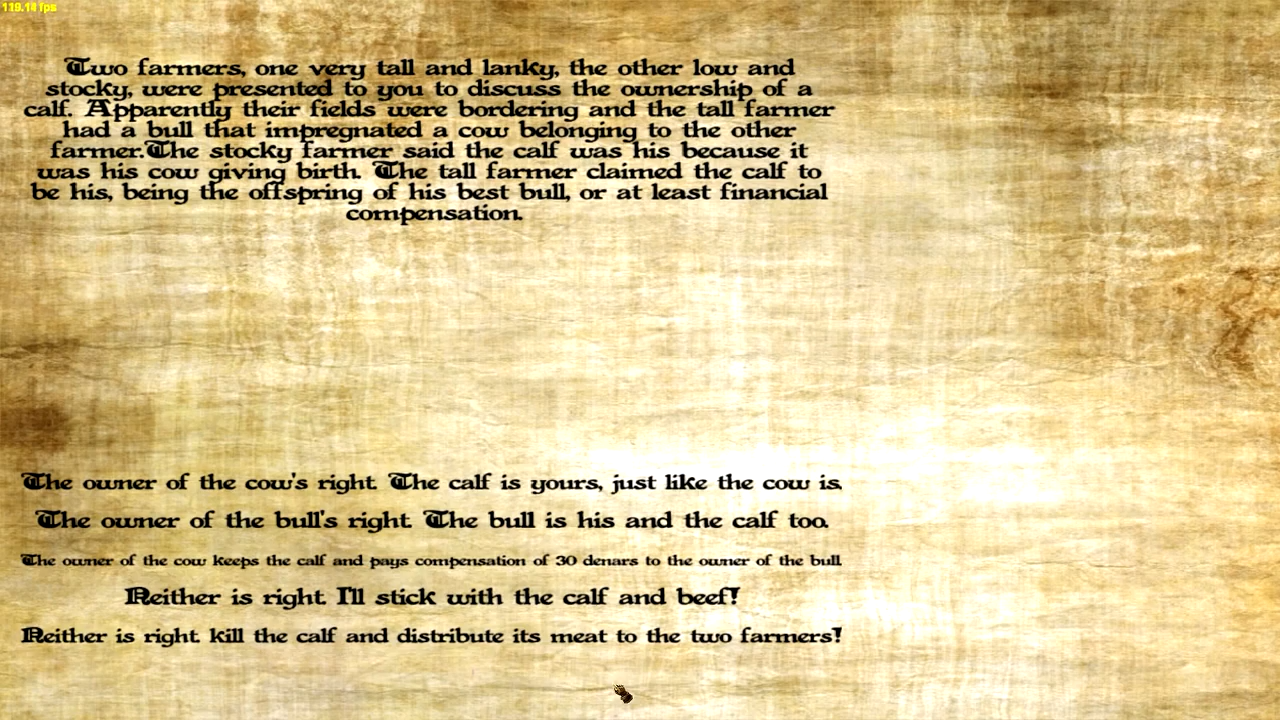 119.14 fps
Two farmers, one very tall and lanky, the other low and
stocky, were presented to you to discuss the ownership of a
calf. Apparently their fields were bordering and the tall farmer
had a bull that impregnated a cow belonging to the other
farmer.The stocky farmer said the calf was his because it
was his cow giving birth. The tall farmer claimed the calf to
be his, being the offspring of his best bull, or at least financial
compensation.
The owner of the cow's right. The calf is yours, just like the cow is.
The owner of the bull's right. The bull is his and the calf too.
The owner of the cow keeps the calf and pays compensation of 30 denars to the owner of the bull.
Neither is right. I'll stick with the calf and beef!
Neither is right. kill the calf and distribute its meat to the two farmers!